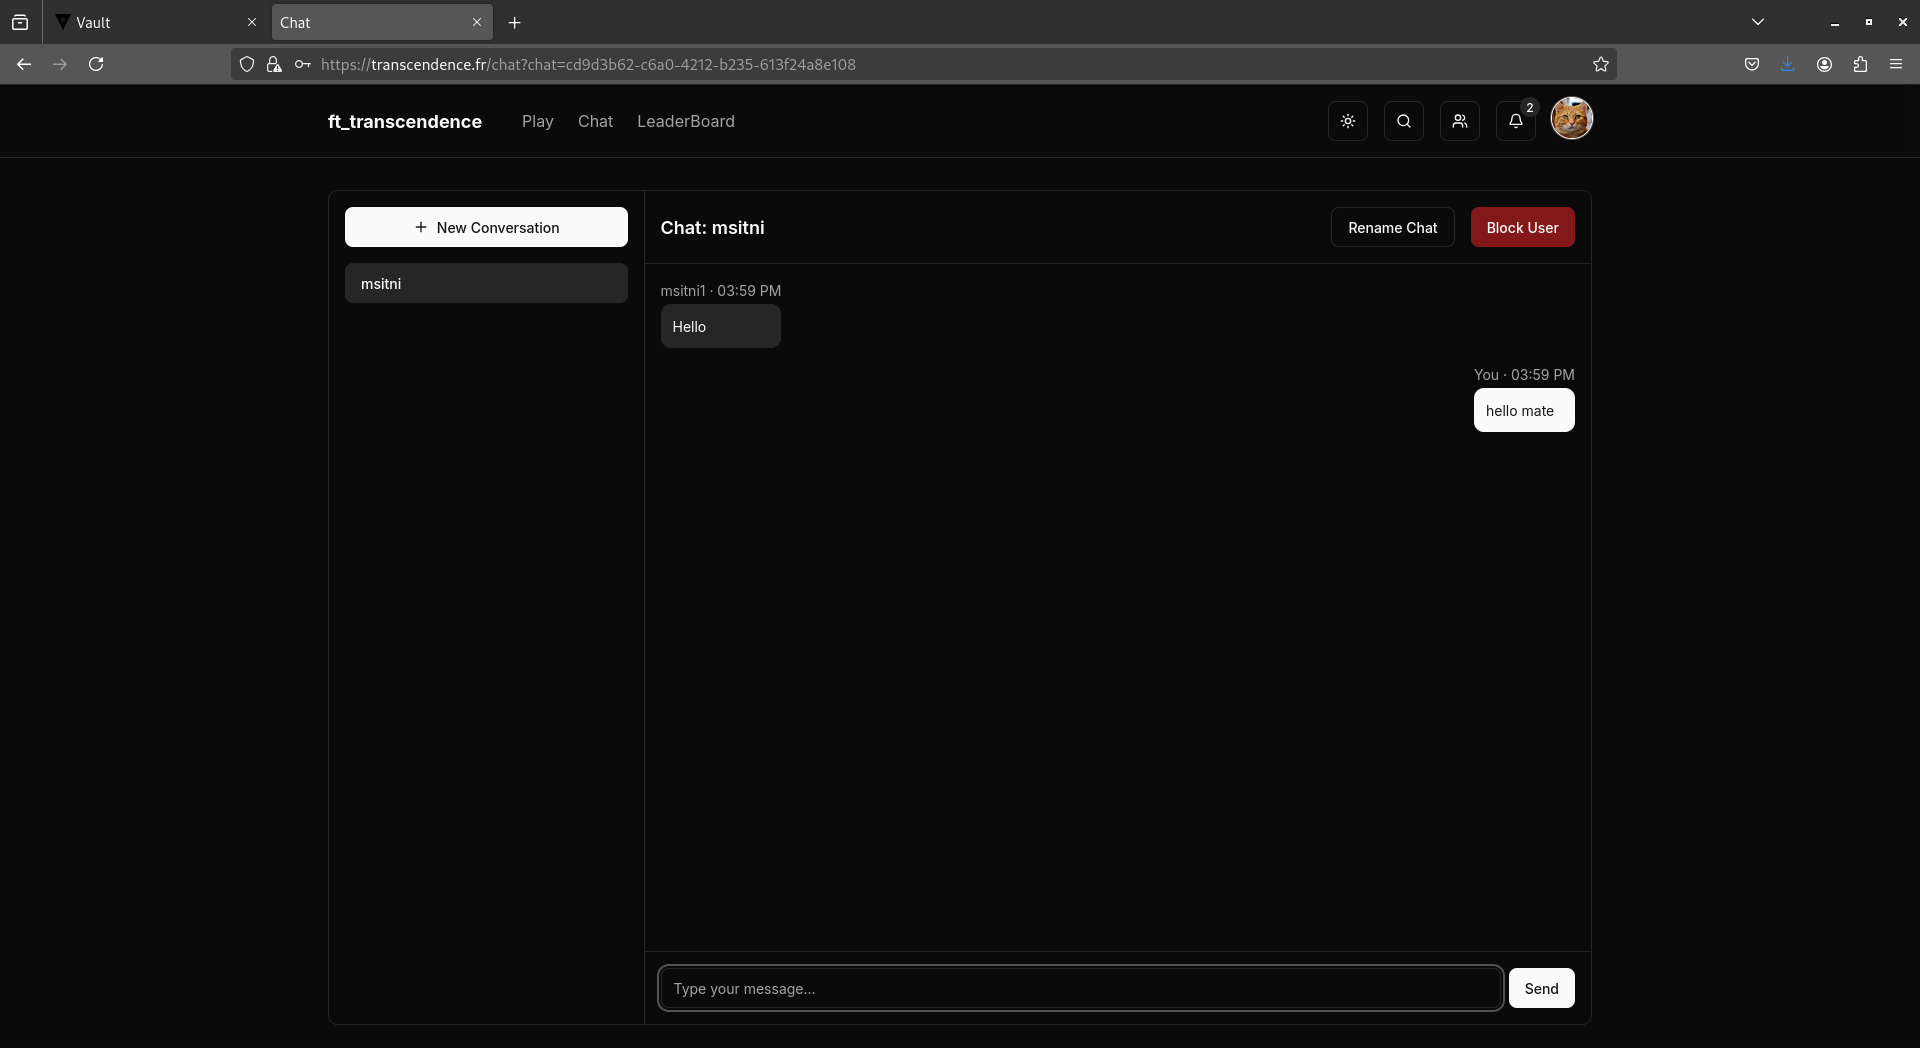 Vault
Chat
https://transcendence.fr/chat?chat=cd9d3b62-c6a0-4212-b235-613f24a8e108
ft_transcendence Play Chat LeaderBoard 2
New Conversation
msitni
Chat: msitni Rename Chat Block User
msitni1 · 03:59 PM
Hello
You · 03:59 PM
hello mate
Type your message... Send